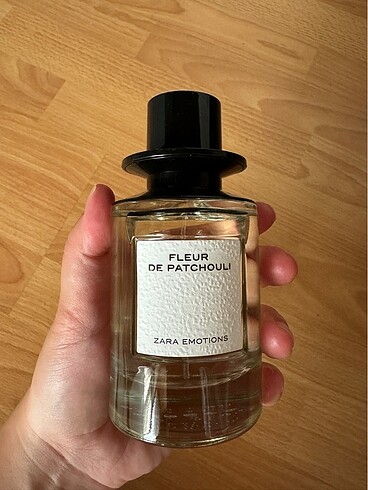 FLEUR
DE PATCHOULI
ZARA EMOTIONS